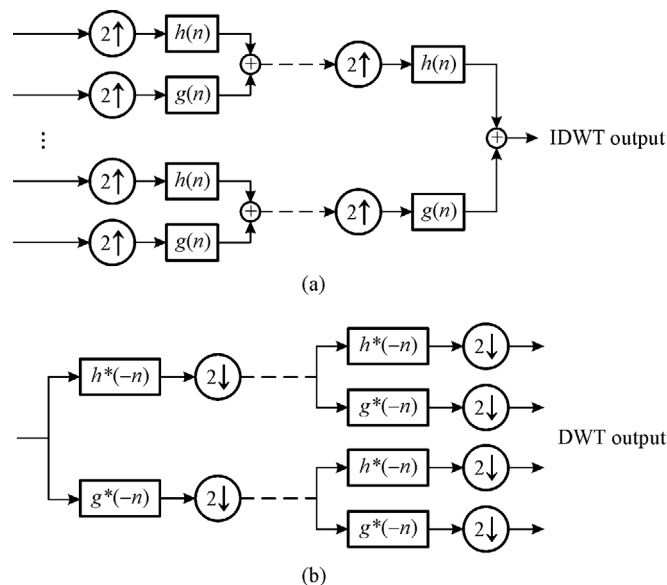 2↑ h(n)
+ 2↑ h(n)
2↑ g(n)
⋮ + IDWT output
2↑ h(n)
+ 2↑ g(n)
2↑ g(n)
(a)
h*(−n) 2↓
h*(−n) 2↓
g*(−n) 2↓
DWT output
h*(−n) 2↓
g*(−n) 2↓
g*(−n) 2↓
(b)